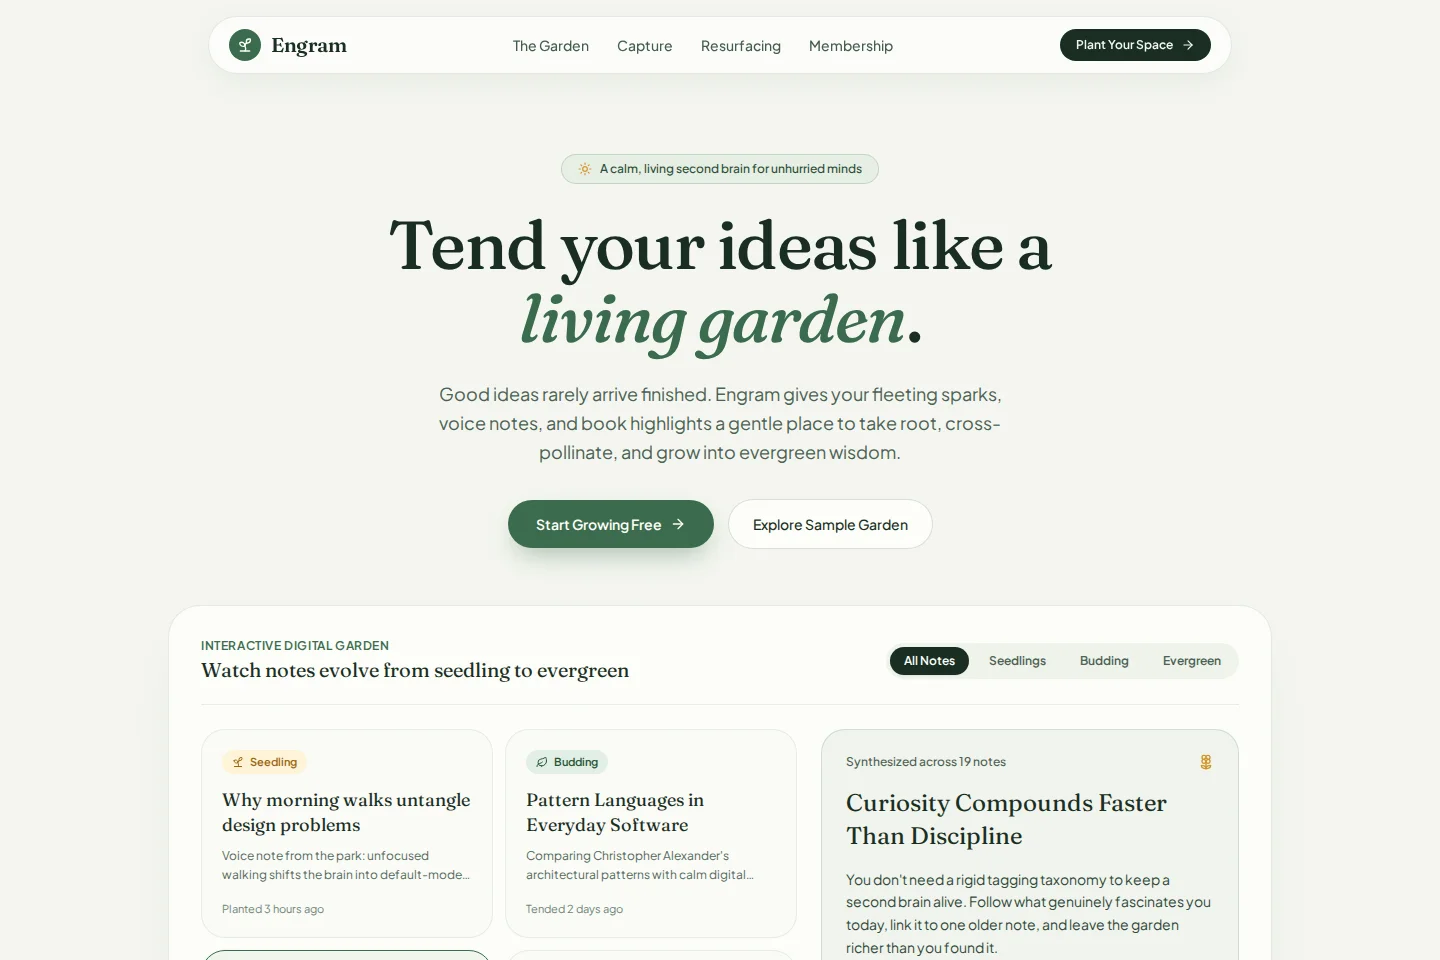 Engram
The Garden
Capture
Resurfacing
Membership
Plant Your Space
A calm, living second brain for unhurried minds
Tend your ideas like a
living garden.
Good ideas rarely arrive finished. Engram gives your fleeting sparks,
voice notes, and book highlights a gentle place to take root, cross-
pollinate, and grow into evergreen wisdom.
Start Growing Free
Explore Sample Garden
INTERACTIVE DIGITAL GARDEN
Watch notes evolve from seedling to evergreen
All Notes
Seedlings
Budding
Evergreen
Seedling
Why morning walks untangle
design problems
Voice note from the park: unfocused
walking shifts the brain into default-mode…
Planted 3 hours ago
Budding
Pattern Languages in
Everyday Software
Comparing Christopher Alexander's
architectural patterns with calm digital…
Tended 2 days ago
Synthesized across 19 notes
Curiosity Compounds Faster
Than Discipline
You don't need a rigid tagging taxonomy to keep a
second brain alive. Follow what genuinely fascinates you
today, link it to one older note, and leave the garden
richer than you found it.